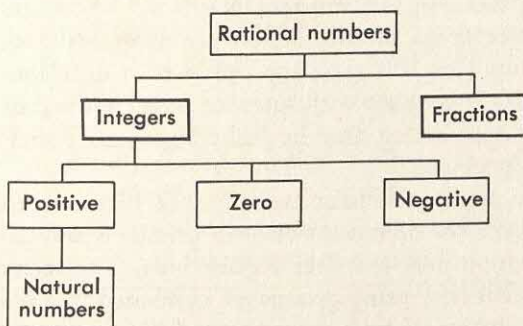 Rational numbers
Integers
Fractions
Positive
Zero
Negative
Natural
numbers